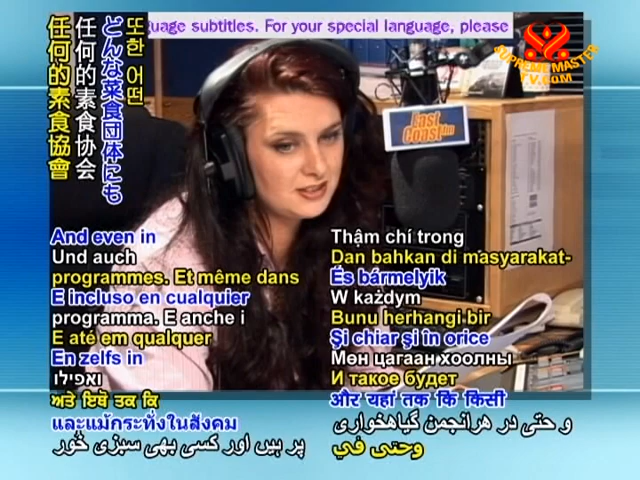 guage subtitles. For your special language, please
SUPREME MASTER
TV.COM
East
Coast fm
또한 어떤
どんな菜食団体にも
任何的素食协会
任何的素食協會
And even in
Und auch
programmes. Et même dans
E incluso en cualquier
programma. E anche i
E até em qualquer
En zelfs in
ואפילו
ਅਤੇ ਇਥੋ ਤਕ ਕਿ
และแม้กระทั่งในสังคม
پر ہیں اور کسی بھی سبزی خور
Thậm chí trong
Dan bahkan di masyarakat-
És bármelyik
W każdym
Bunu herhangi bir
Şi chiar şi în orice
Мөн цагаан хоолны
И такое будет
और यहां तक कि किसी
و حتی در هرانجمن گیاهخواری
وحتى في